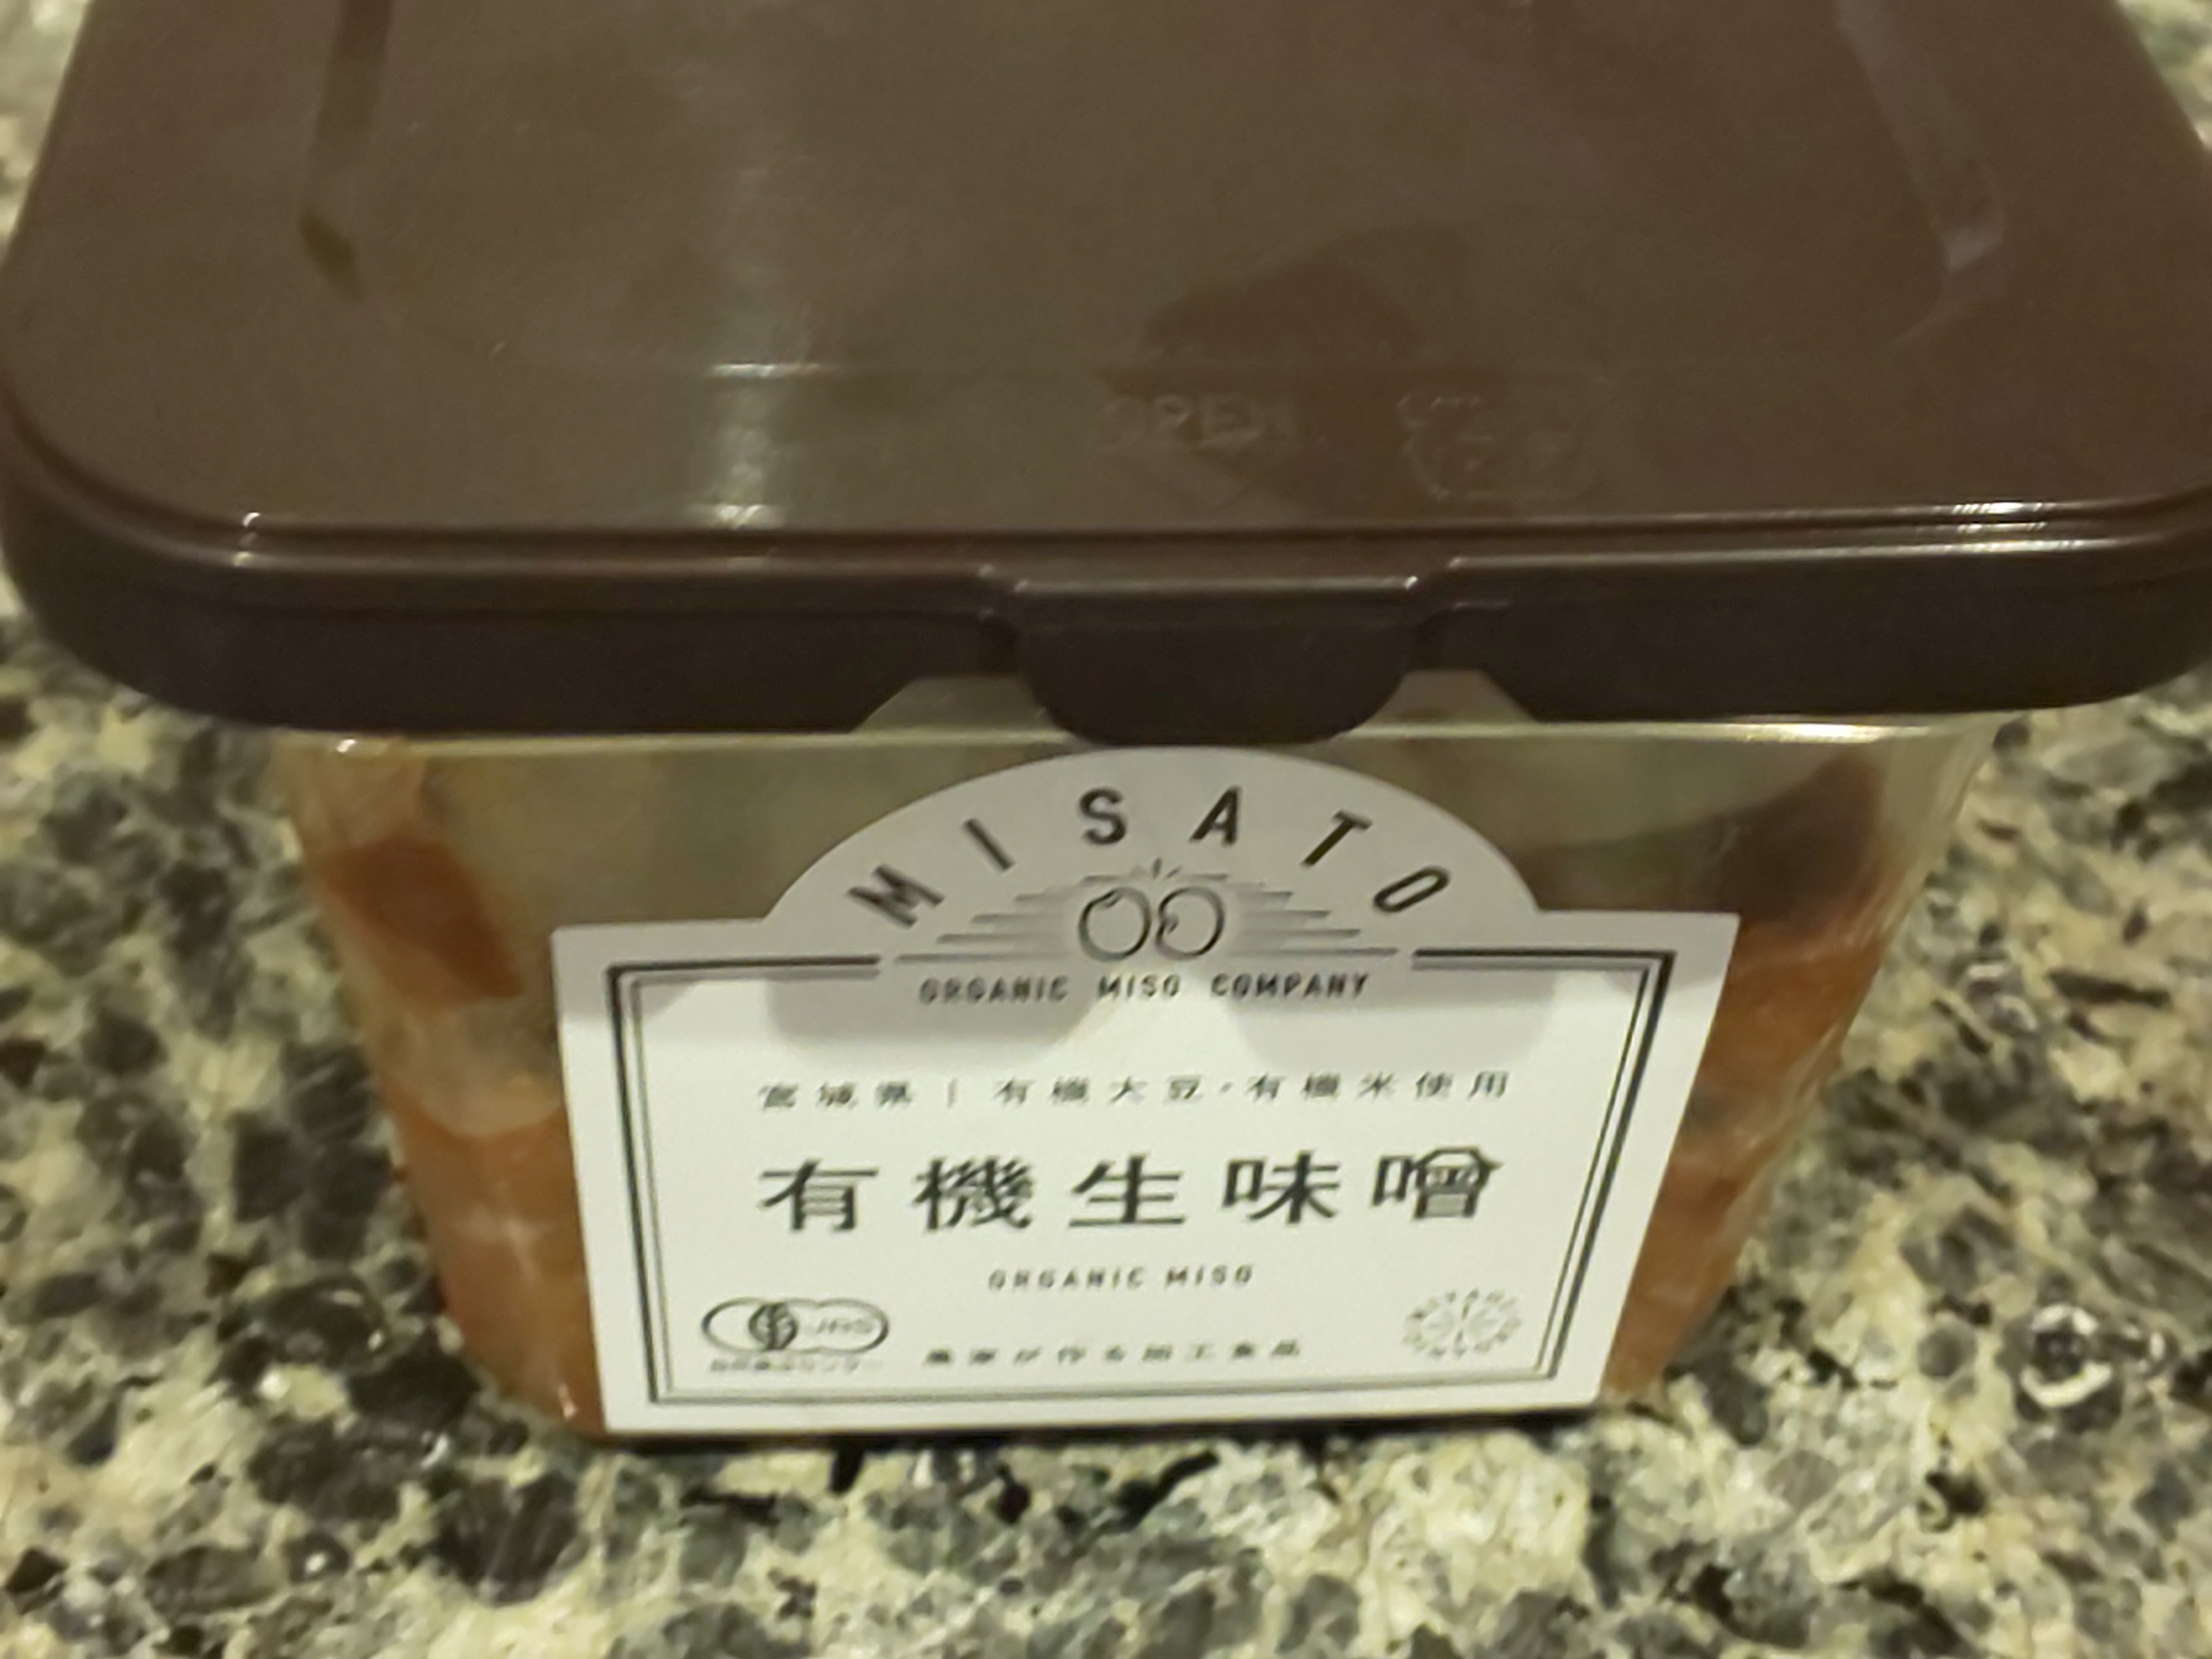 OPEN
MISATO
ORGANIC MISO COMPANY
宮城県 | 有機大豆・有機米使用
有機生味噌
ORGANIC MISO
JAS
農家が作る加工食品